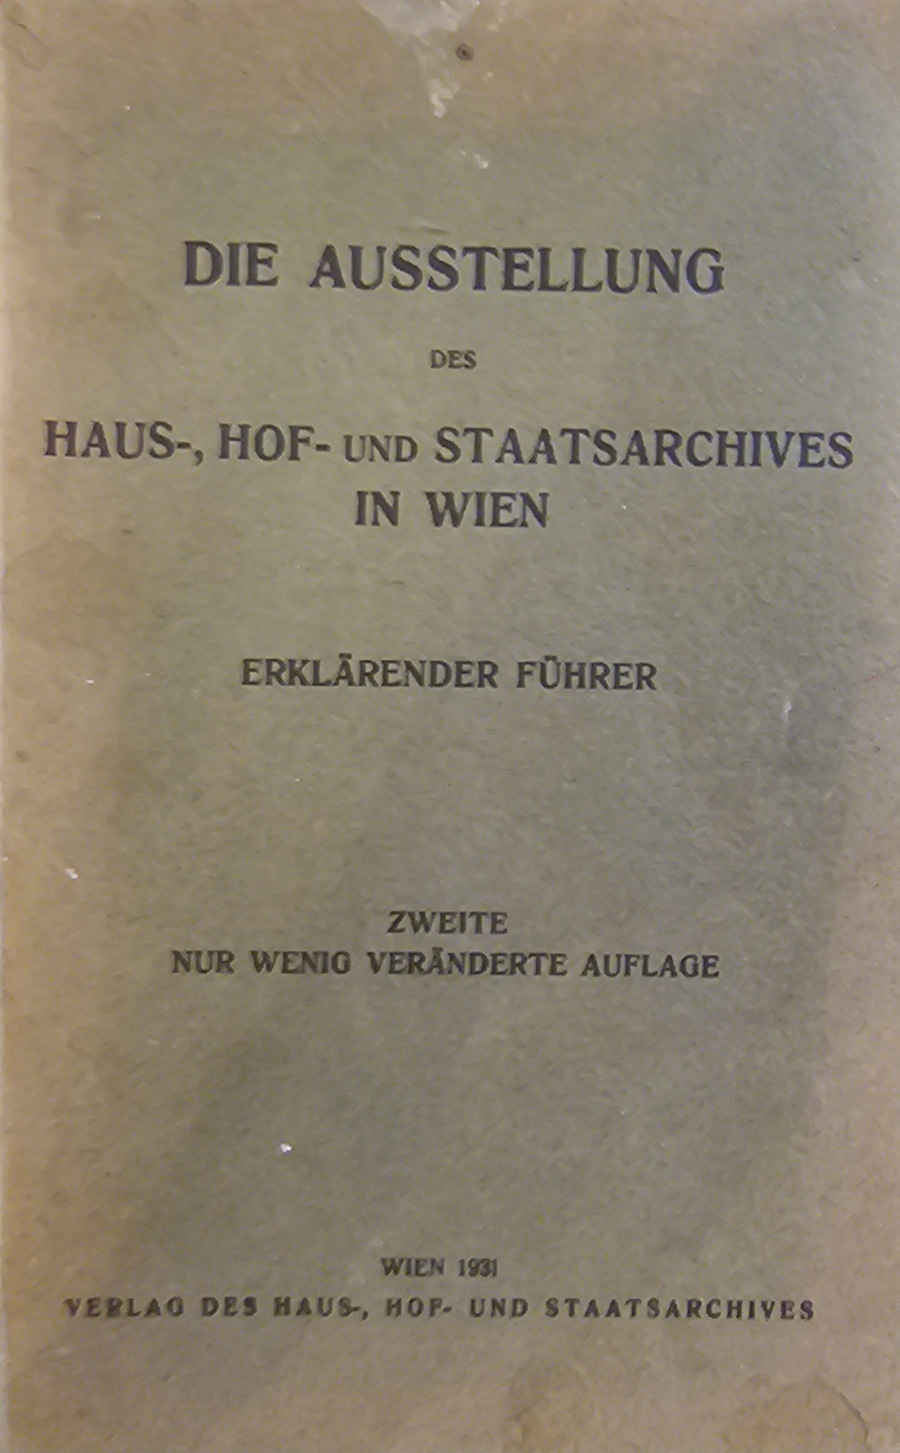 DIE AUSSTELLUNG
DES
HAUS-, HOF- UND STAATSARCHIVES
IN WIEN
ERKLÄRENDER FÜHRER
ZWEITE
NUR WENIG VERÄNDERTE AUFLAGE
WIEN 1931
VERLAG DES HAUS-, HOF- UND STAATSARCHIVES